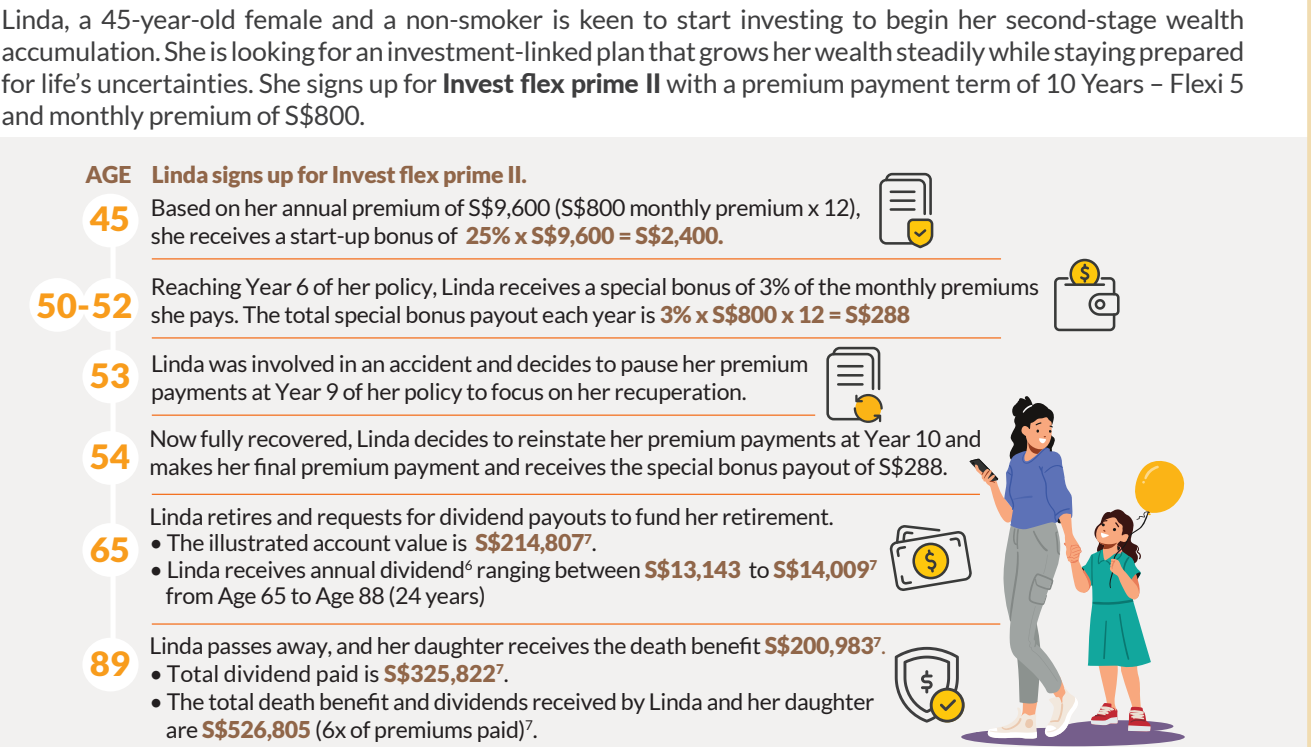 Linda, a 45-year-old female and a non-smoker is keen to start investing to begin her second-stage wealth
accumulation. She is looking for an investment-linked plan that grows her wealth steadily while staying prepared
for life's uncertainties. She signs up for Invest flex prime II with a premium payment term of 10 Years – Flexi 5
and monthly premium of S$800.
AGE Linda signs up for Invest flex prime II.
45 Based on her annual premium of S$9,600 (S$800 monthly premium x 12),
she receives a start-up bonus of 25% x S$9,600 = S$2,400.
50-52 Reaching Year 6 of her policy, Linda receives a special bonus of 3% of the monthly premiums
she pays. The total special bonus payout each year is 3% x S$800 x 12 = S$288
53 Linda was involved in an accident and decides to pause her premium
payments at Year 9 of her policy to focus on her recuperation.
54 Now fully recovered, Linda decides to reinstate her premium payments at Year 10 and
makes her final premium payment and receives the special bonus payout of S$288.
Linda retires and requests for dividend payouts to fund her retirement.
65 • The illustrated account value is S$214,807⁷.
• Linda receives annual dividend⁶ ranging between S$13,143 to S$14,009⁷
from Age 65 to Age 88 (24 years)
Linda passes away, and her daughter receives the death benefit S$200,983⁷.
89 • Total dividend paid is S$325,822⁷.
• The total death benefit and dividends received by Linda and her daughter
are S$526,805 (6x of premiums paid)⁷.